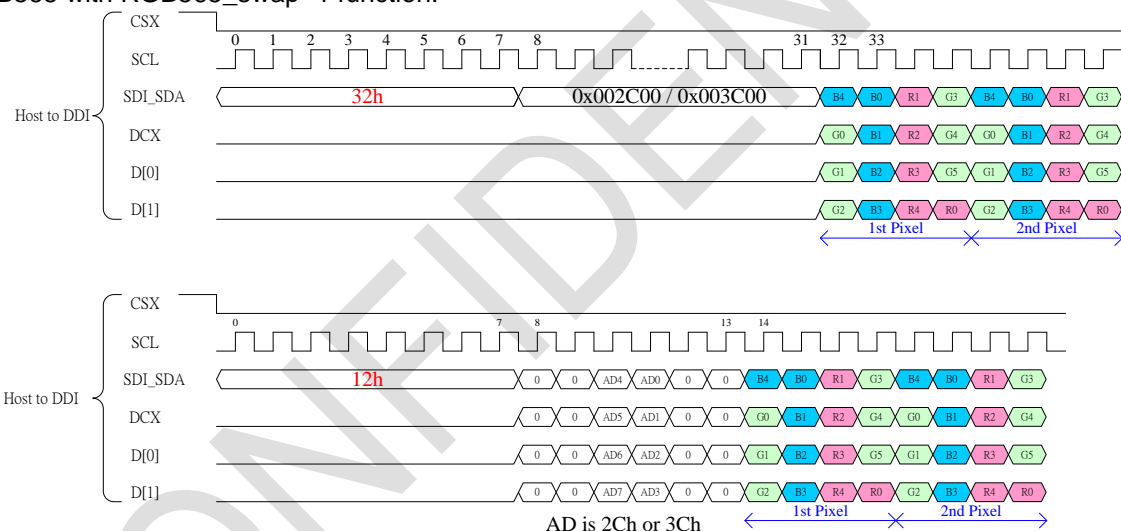 CSX
0 1 2 3 4 5 6 7 8 31 32 33
SCL
SDI_SDA 32h 0x002C00 / 0x003C00 B4 B0 R1 G3 B4 B0 R1 G3
Host to DDI
DCX G0 B1 R2 G4 G0 B1 R2 G4
D[0] G1 B2 R3 G5 G1 B2 R3 G5
D[1] G2 B3 R4 R0 G2 B3 R4 R0
1st Pixel 2nd Pixel
CSX
0 7 8 13 14
SCL
SDI_SDA 12h 0 0 AD4 AD0 0 0 B4 B0 R1 G3 B4 B0 R1 G3
Host to DDI
DCX 0 0 AD5 AD1 0 0 G0 B1 R2 G4 G0 B1 R2 G4
D[0] 0 0 AD6 AD2 0 0 G1 B2 R3 G5 G1 B2 R3 G5
D[1] 0 0 AD7 AD3 0 0 G2 B3 R4 R0 G2 B3 R4 R0
1st Pixel 2nd Pixel
AD is 2Ch or 3Ch
CONFIDEN